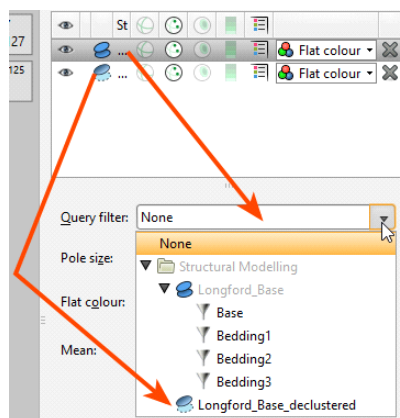 27
125
St
... Flat colour
... Flat colour
Query filter: None
None
Pole size:
Structural Modelling
Longford_Base
Flat colour:
Base
Bedding1
Mean:
Bedding2
Bedding3
Longford_Base_declustered